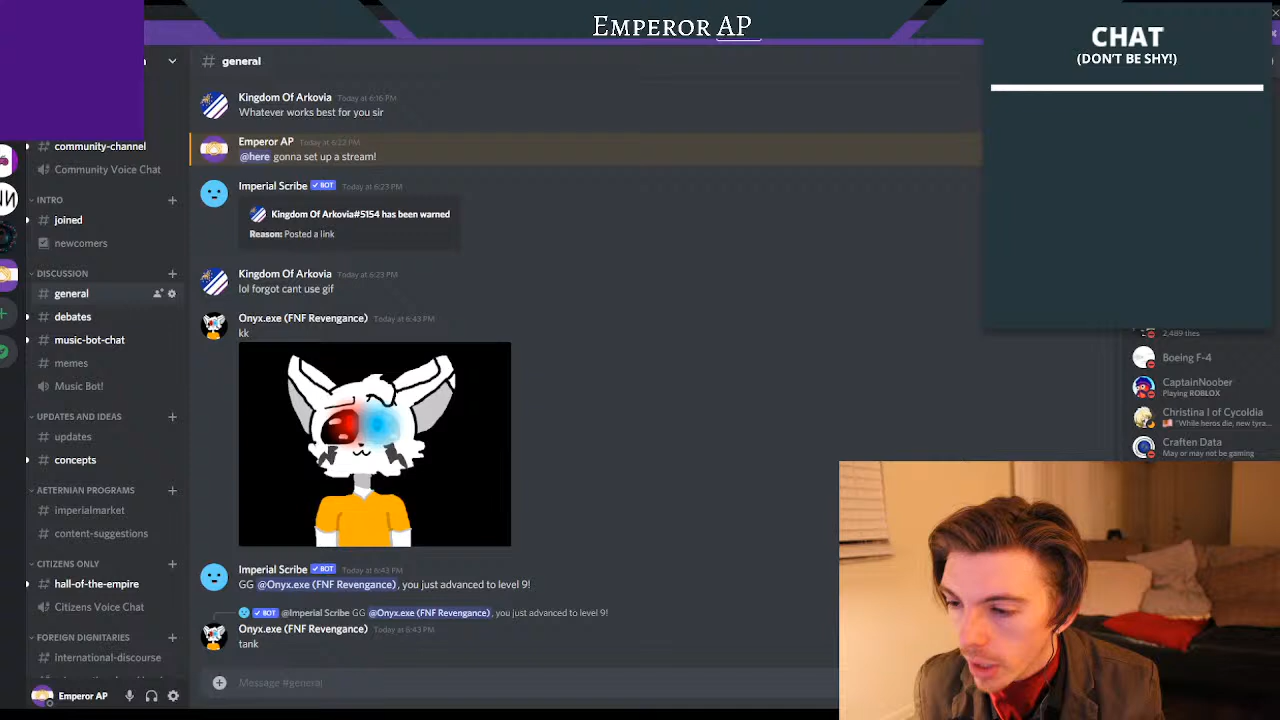 EMPEROR AP
CHAT
(DON'T BE SHY!)
# general
community-channel
Community Voice Chat
INTRO
joined
newcomers
DISCUSSION
general
debates
music-bot-chat
memes
Music Bot!
UPDATES AND IDEAS
updates
concepts
AETERNIAN PROGRAMS
imperialmarket
content-suggestions
CITIZENS ONLY
hall-of-the-empire
Citizens Voice Chat
FOREIGN DIGNITARIES
international-discourse
Emperor AP
Kingdom Of Arkovia Today at 6:16 PM
Whatever works best for you sir
Emperor AP Today at 6:22 PM
@here gonna set up a stream!
Imperial Scribe ✓ BOT Today at 6:23 PM
Kingdom Of Arkovia#5154 has been warned
Reason: Posted a link
Kingdom Of Arkovia Today at 6:23 PM
lol forgot cant use gif
Onyx.exe (FNF Revengance) Today at 6:43 PM
kk
Imperial Scribe ✓ BOT Today at 6:43 PM
GG @Onyx.exe (FNF Revengance), you just advanced to level 9!
✓ BOT @Imperial Scribe GG @Onyx.exe (FNF Revengance), you just advanced to level 9!
Onyx.exe (FNF Revengance) Today at 6:43 PM
tank
Message #general
Boeing F-4
CaptainNoober
Playing ROBLOX
Christina I of Cycoldia
"While heros die, new tyra...
Craften Data
May or may not be gaming